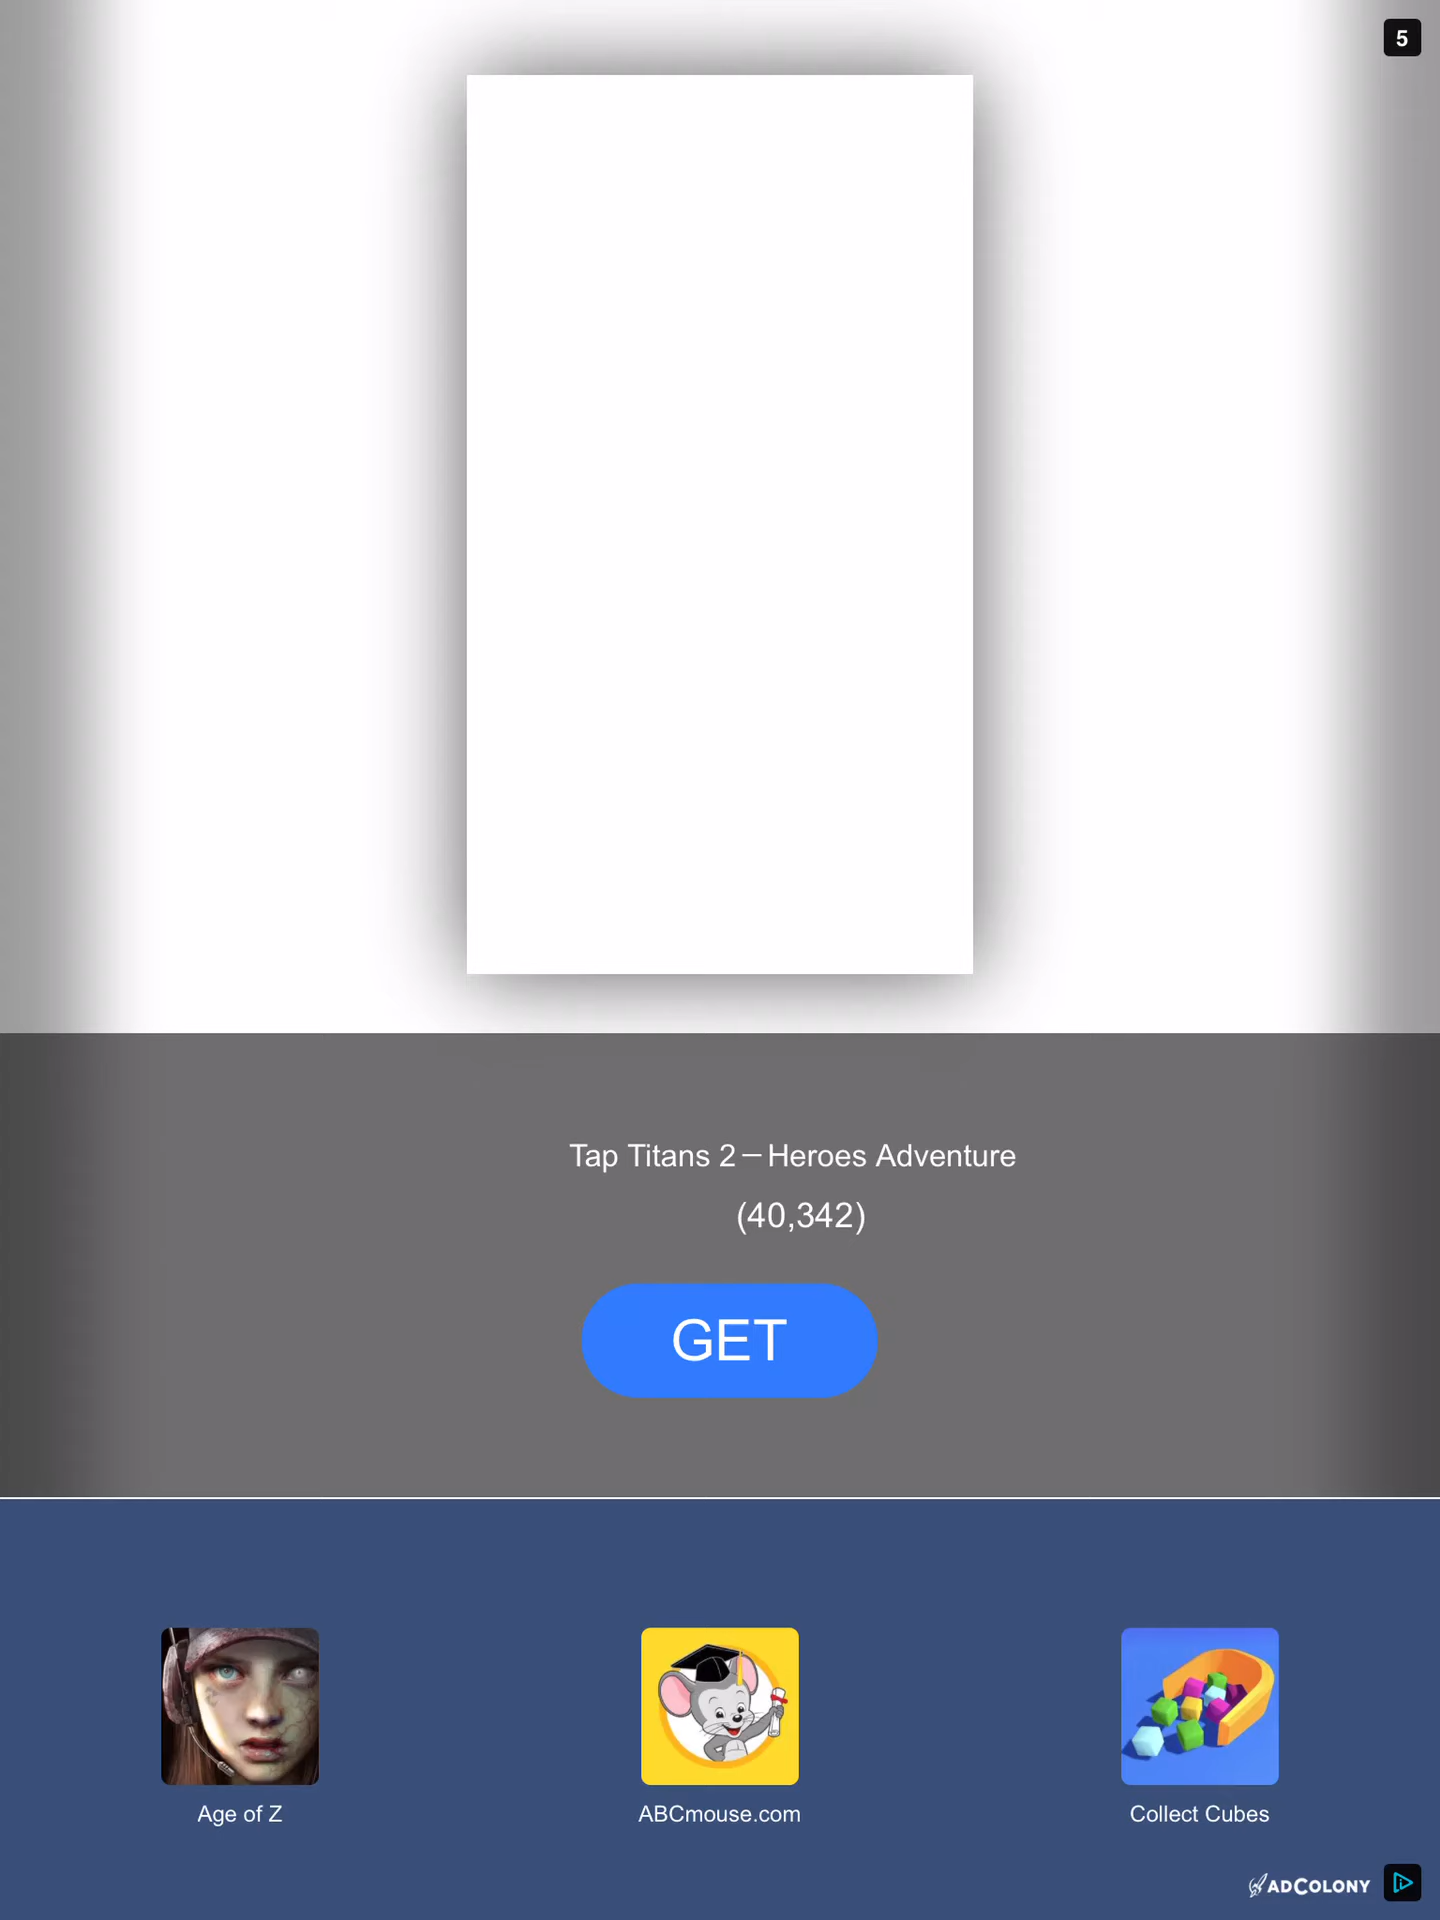 5
Tap Titans 2 — Heroes Adventure
(40,342)
GET
Age of Z
ABCmouse.com
Collect Cubes
ADCOLONY